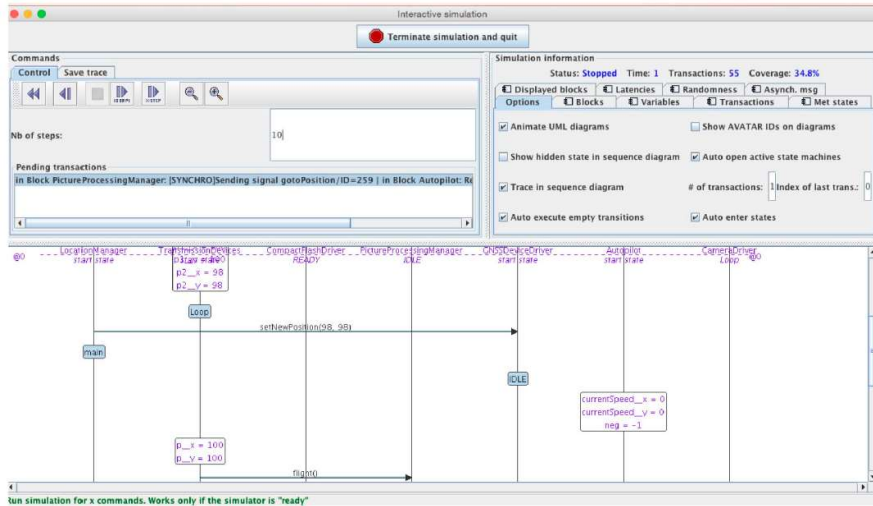 Interactive simulation
Terminate simulation and quit
Commands
Control Save trace
Nb of steps:
10
Pending transactions
in Block PictureProcessingManager: [SYNCHRO]Sending signal gotoPosition/ID=259 | in Block Autopilot: Re
Simulation information
Status: Stopped Time: 1 Transactions: 55 Coverage: 34.8%
Displayed blocks Latencies Randomness Asynch. msg
Options Blocks Variables Transactions Met states
Animate UML diagrams Show AVATAR IDs on diagrams
Show hidden state in sequence diagram Auto open active state machines
Trace in sequence diagram # of transactions: 1 Index of last trans.: 0
Auto execute empty transitions Auto enter states
@0 LocationManager TransmissionDevices CompactFlashDriver PictureProcessingManager GNSSDeviceDriver Autopilot CameraDriver @0
start state READY IDLE start state start state Loop
p2__x = 98
p2__y = 98
Loop
setNewPosition(98, 98)
main
IDLE
currentSpeed__x = 0
currentSpeed__y = 0
neg = -1
p__x = 100
p__y = 100
flight()
Run simulation for x commands. Works only if the simulator is "ready"